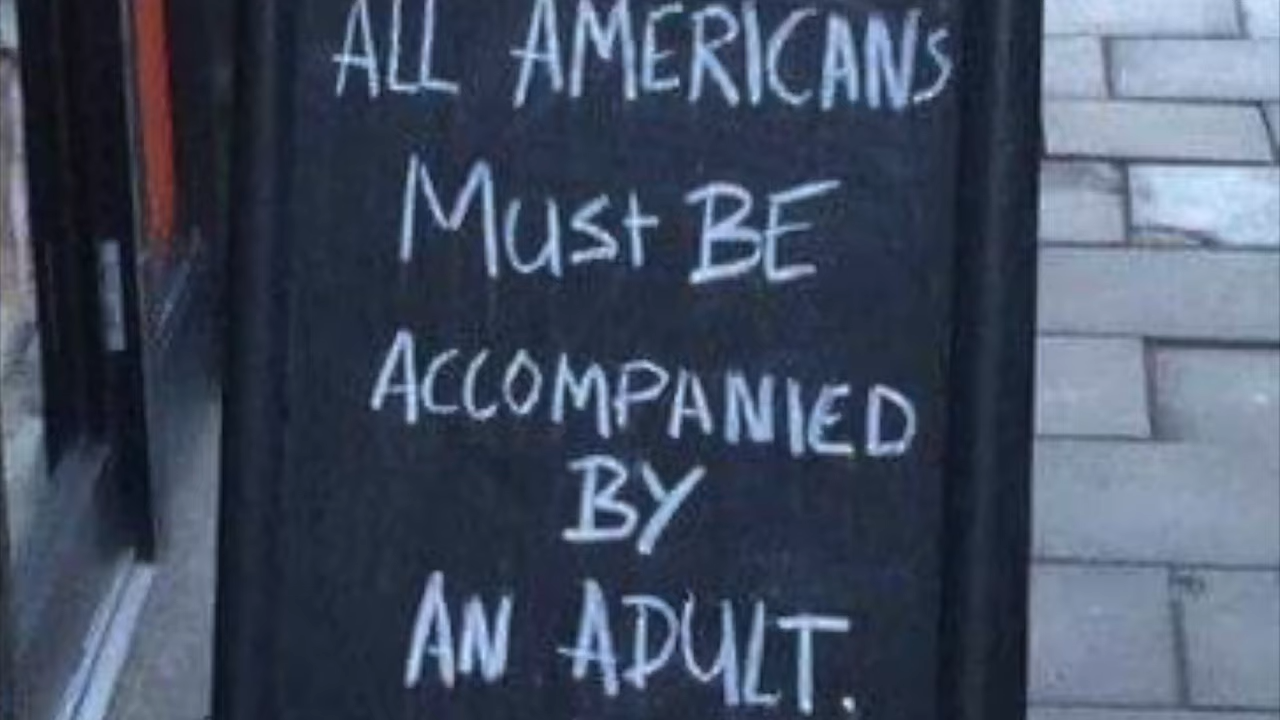 ALL AMERICANS
MUST BE
ACCOMPANIED
BY
AN ADULT.